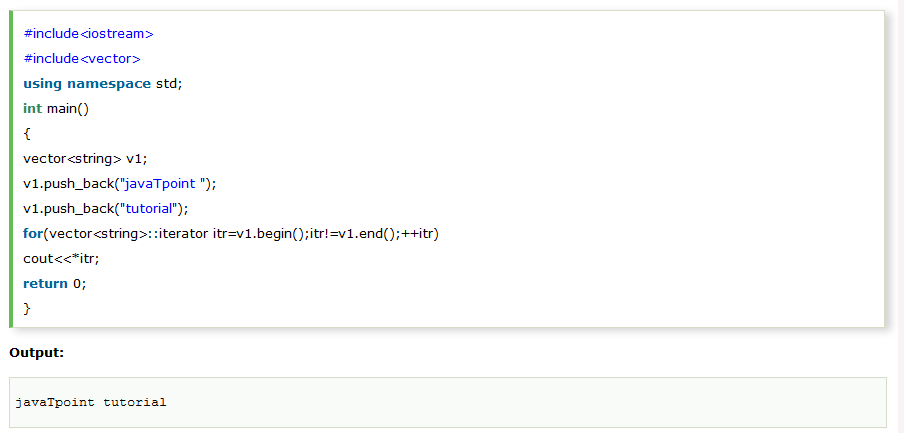 #include<iostream>
#include<vector>
using namespace std;
int main()
{
vector<string> v1;
v1.push_back("javaTpoint ");
v1.push_back("tutorial");
for(vector<string>::iterator itr=v1.begin();itr!=v1.end();++itr)
cout<<*itr;
return 0;
}
Output:
javaTpoint tutorial